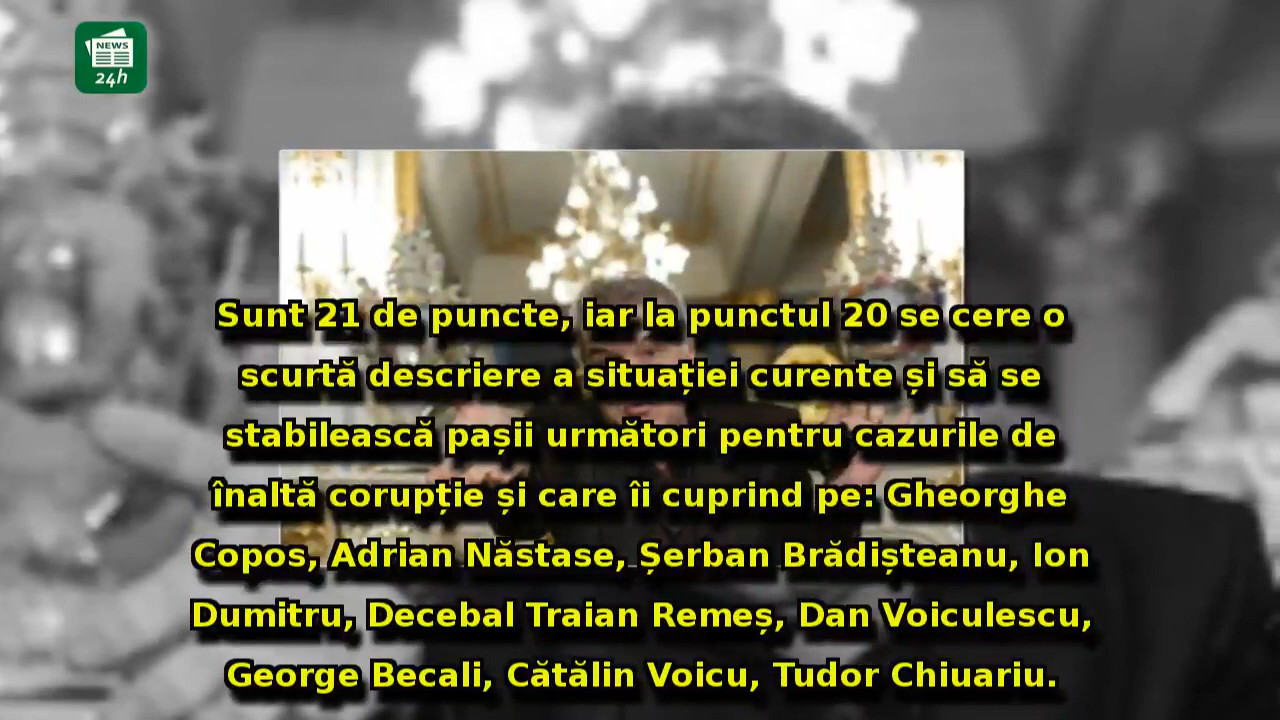 NEWS
24h
Sunt 21 de puncte, iar la punctul 20 se cere o
scurtă descriere a situației curente și să se
stabilească pașii următori pentru cazurile de
înaltă corupție și care îi cuprind pe: Gheorghe
Copos, Adrian Năstase, Șerban Brădișteanu, Ion
Dumitru, Decebal Traian Remeș, Dan Voiculescu,
George Becali, Cătălin Voicu, Tudor Chiuariu.